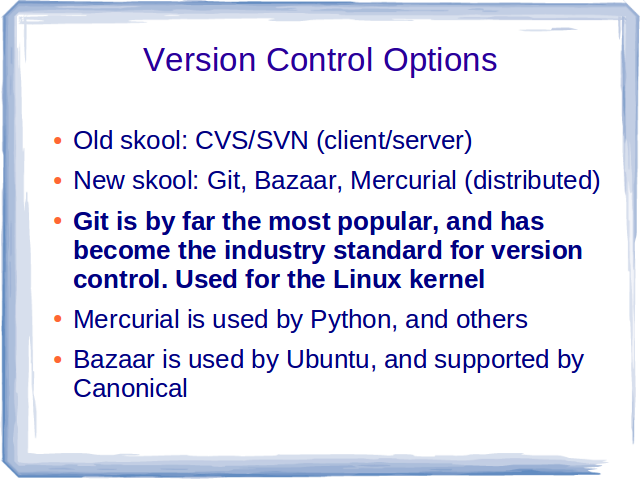 Version Control Options
• Old skool: CVS/SVN (client/server)
• New skool: Git, Bazaar, Mercurial (distributed)
• Git is by far the most popular, and has
become the industry standard for version
control. Used for the Linux kernel
• Mercurial is used by Python, and others
• Bazaar is used by Ubuntu, and supported by
Canonical